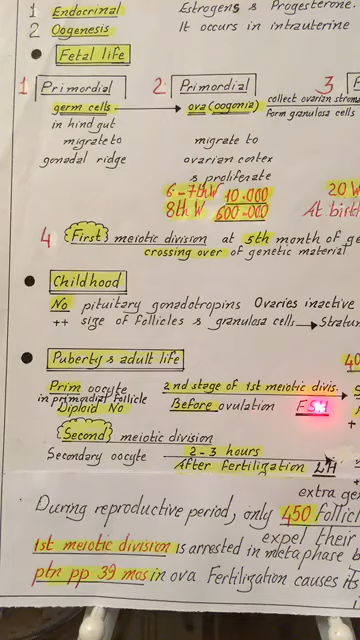 1 Endocrinal Estrogens & Progesterone.
2 Oogenesis It occurs in intrauterine
Fetal life
1 Primordial 2 Primordial 3
germ cells → ova (oogonia) collect ovarian stroma
form granulosa cells
in hind gut
migrate to migrate to
gonadal ridge ovarian cortex
& proliferate
6-7th W 10.000 20 W
8th W 600-000 At birth
4 First meiotic division at 5th month of ge
crossing over of genetic material
Childhood
No pituitary gonadotropins Ovaries inactive
++ size of follicles & granulosa cells → Stratu
Puberty & adult life
40
Prim oocyte 2nd stage of 1st meiotic divis.
in primordial follicle
Diploid No Before ovulation FSH
Second meiotic division
Secondary oocyte 2-3 hours
After Fertilization LH
extra ge
During reproductive period, only 450 follic
expel their
1st meiotic division is arrested in metaphase b
ptn pp 39 mos in ova Fertilization causes its